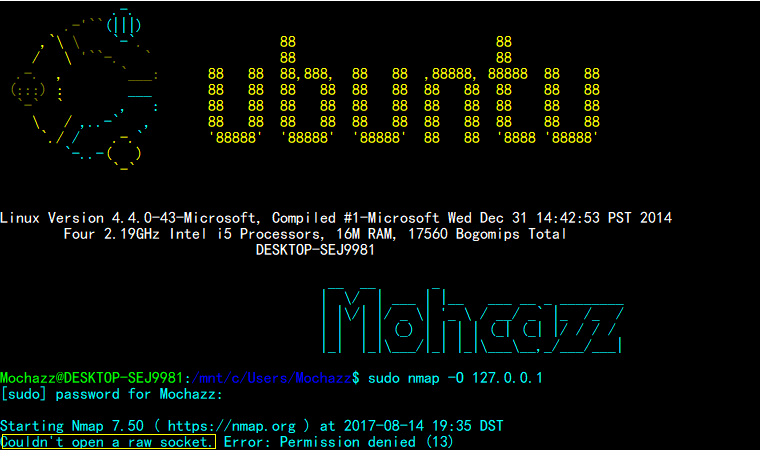 ubuntu
Linux Version 4.4.0-43-Microsoft, Compiled #1-Microsoft Wed Dec 31 14:42:53 PST 2014
Four 2.19GHz Intel i5 Processors, 16M RAM, 17560 Bogomips Total
DESKTOP-SEJ9981
Mohcazz
Mochazz@DESKTOP-SEJ9981:/mnt/c/Users/Mochazz$ sudo nmap -O 127.0.0.1
[sudo] password for Mochazz:
Starting Nmap 7.50 ( https://nmap.org ) at 2017-08-14 19:35 DST
Couldn't open a raw socket. Error: Permission denied (13)